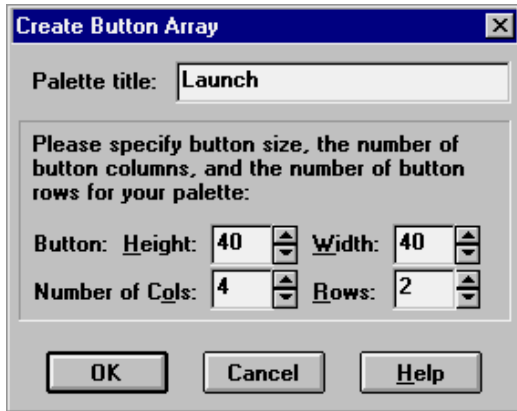 Create Button Array
Palette title: Launch
Please specify button size, the number of
button columns, and the number of button
rows for your palette:
Button: Height: 40 Width: 40
Number of Cols: 4 Rows: 2
OK Cancel Help